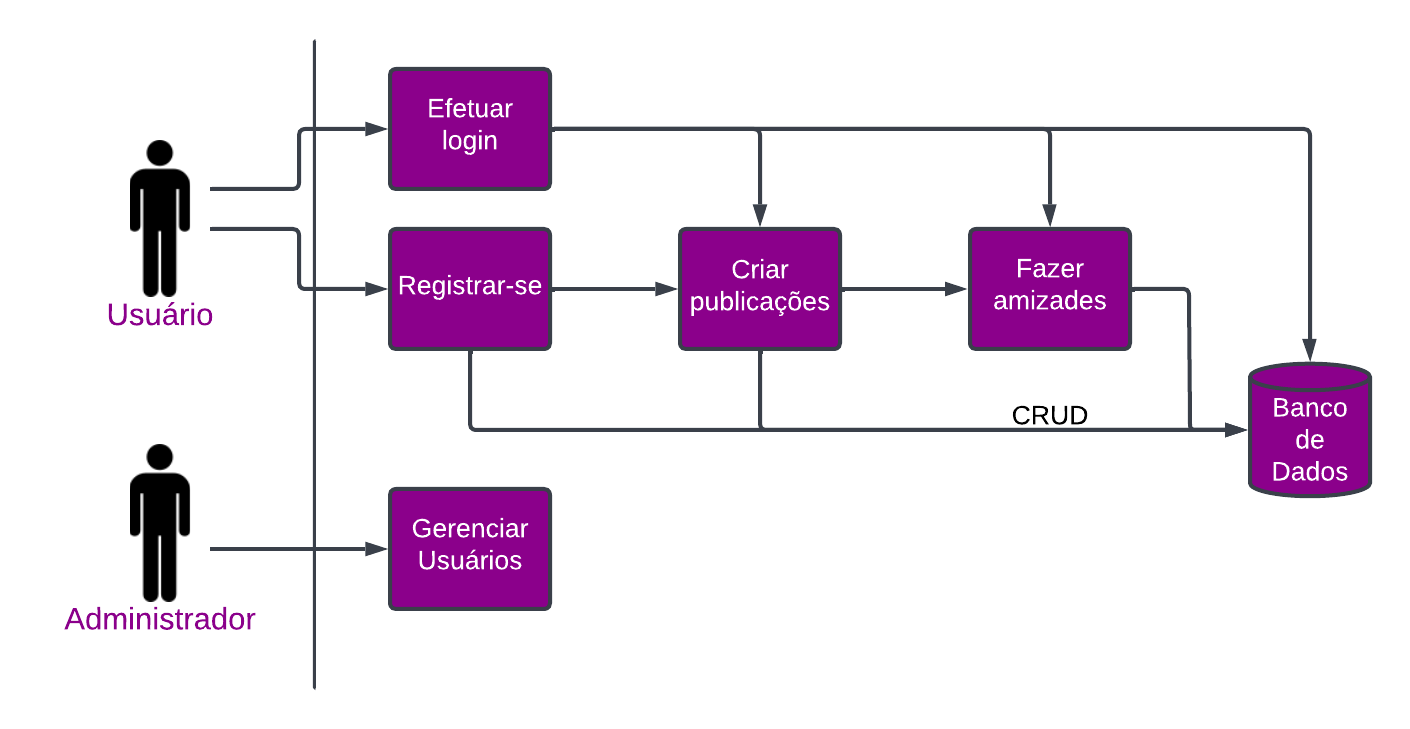 Efetuar
login
Usuário
Registrar-se
Criar
publicações
Fazer
amizades
CRUD
Banco
de
Dados
Administrador
Gerenciar
Usuários